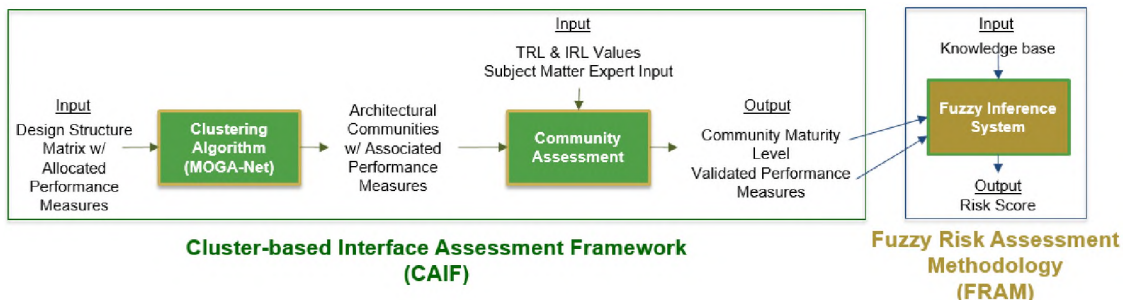 Input
Design Structure
Matrix w/
Allocated
Performance
Measures
Clustering
Algorithm
(MOGA-Net)
Architectural
Communities
w/ Associated
Performance
Measures
Input
TRL & IRL Values
Subject Matter Expert Input
Community
Assessment
Output
Community Maturity
Level
Validated Performance
Measures
Cluster-based Interface Assessment Framework
(CAIF)
Input
Knowledge base
Fuzzy Inference
System
Output
Risk Score
Fuzzy Risk Assessment
Methodology
(FRAM)